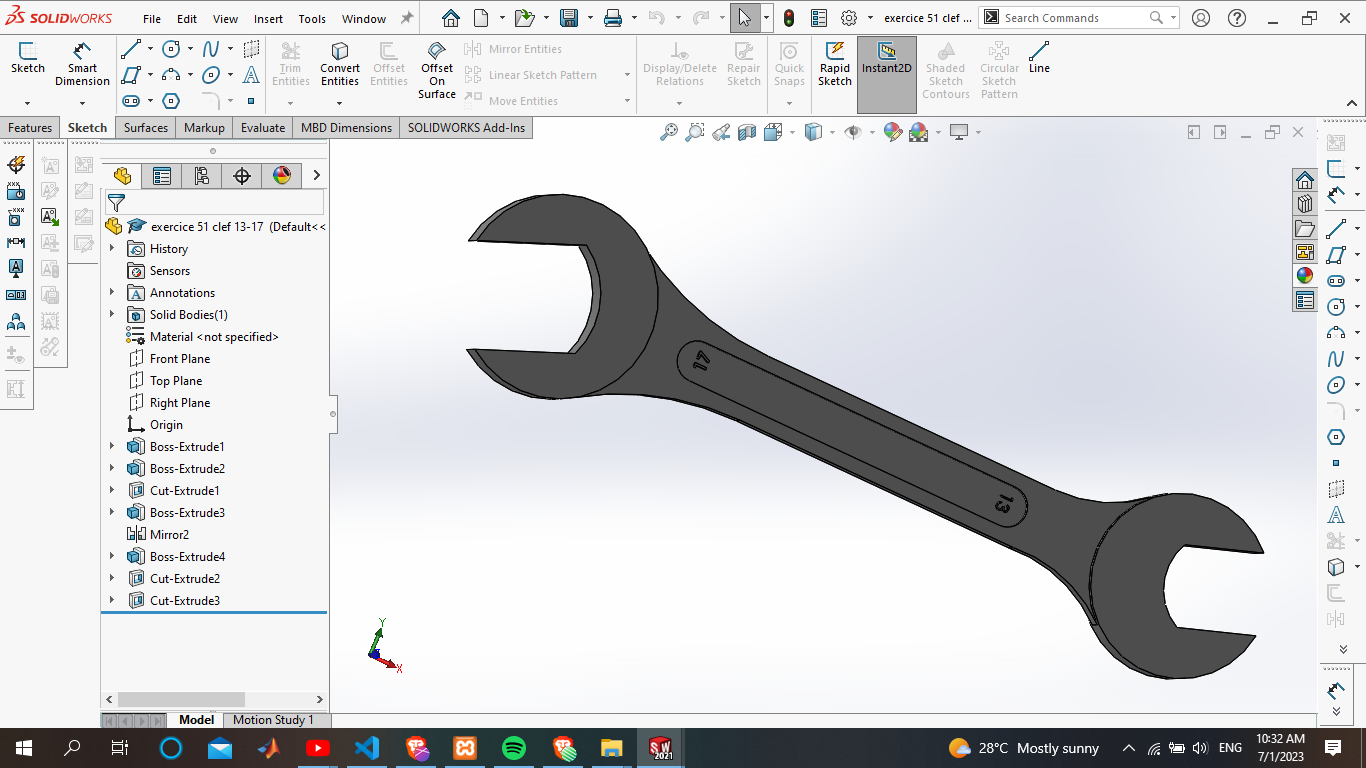 SOLIDWORKS
File Edit View Insert Tools Window
exercice 51 clef ...
Search Commands
Sketch
Smart Dimension
Trim Entities
Convert Entities
Offset Entities
Offset On Surface
Mirror Entities
Linear Sketch Pattern
Move Entities
Display/Delete Relations
Repair Sketch
Quick Snaps
Rapid Sketch
Instant2D
Shaded Sketch Contours
Circular Sketch Pattern
Line
Features Sketch Surfaces Markup Evaluate MBD Dimensions SOLIDWORKS Add-Ins
exercice 51 clef 13-17 (Default<<
History
Sensors
Annotations
Solid Bodies(1)
Material <not specified>
Front Plane
Top Plane
Right Plane
Origin
Boss-Extrude1
Boss-Extrude2
Cut-Extrude1
Boss-Extrude3
Mirror2
Boss-Extrude4
Cut-Extrude2
Cut-Extrude3
17
13
Y
X
Model Motion Study 1
28°C Mostly sunny
ENG
10:32 AM
7/1/2023
SW
2021